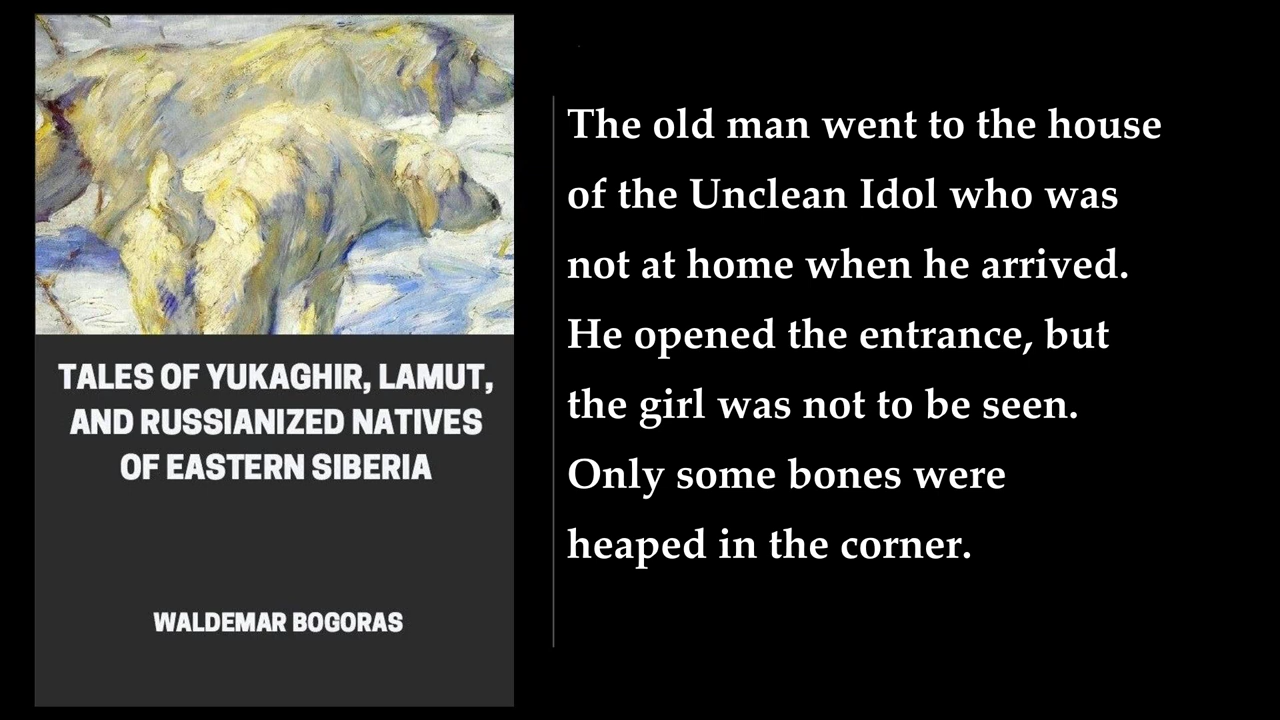 TALES OF YUKAGHIR, LAMUT,
AND RUSSIANIZED NATIVES
OF EASTERN SIBERIA
WALDEMAR BOGORAS
The old man went to the house
of the Unclean Idol who was
not at home when he arrived.
He opened the entrance, but
the girl was not to be seen.
Only some bones were
heaped in the corner.